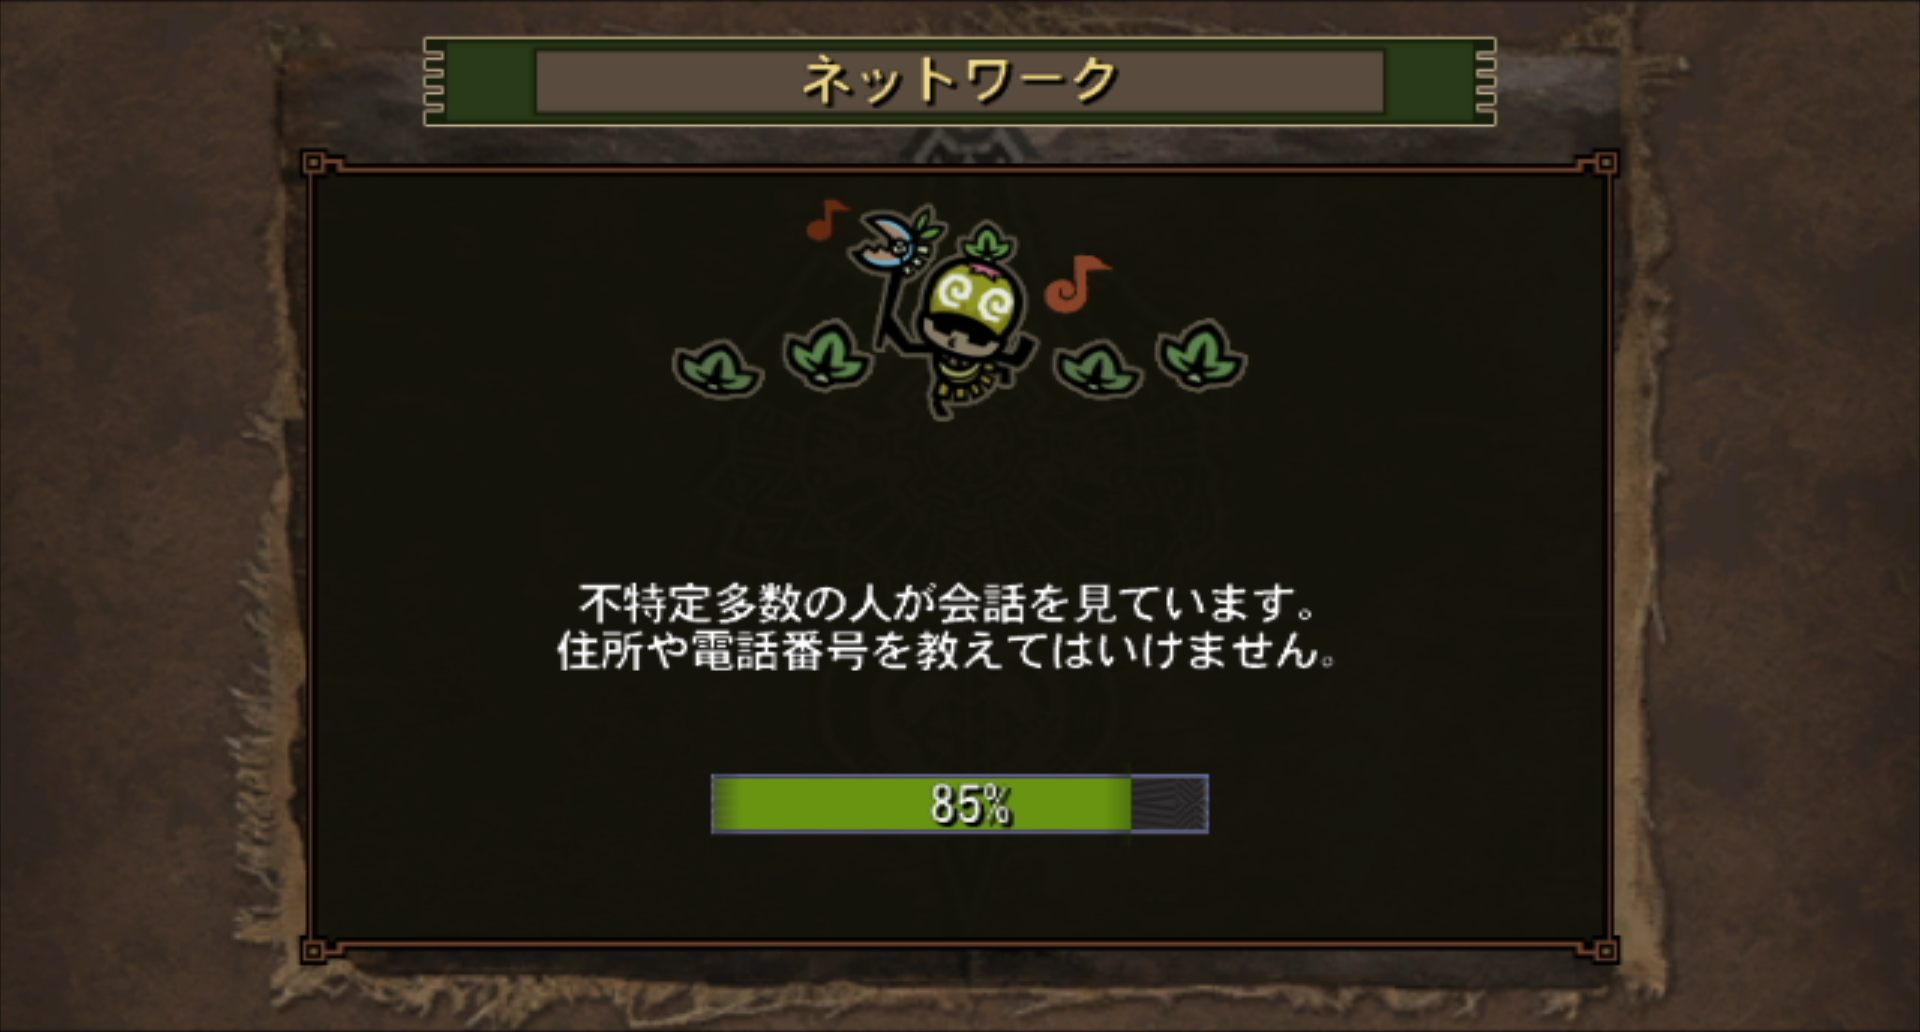 ネットワーク
不特定多数の人が会話を見ています。
住所や電話番号を教えてはいけません。
85%